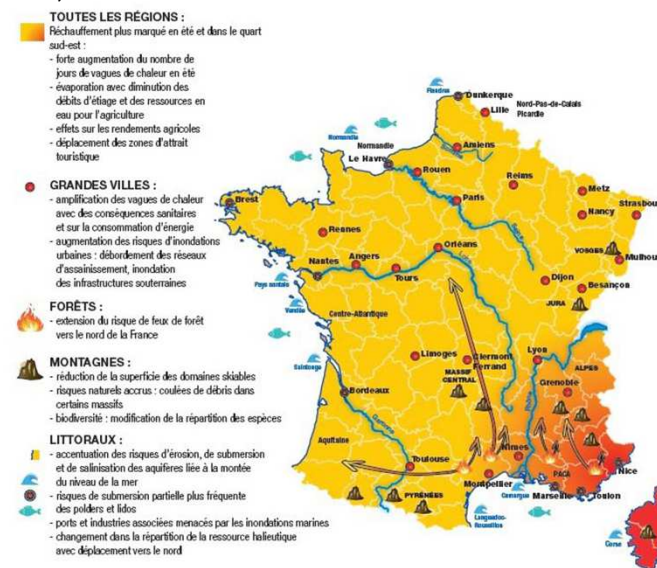 TOUTES LES RÉGIONS :
Réchauffement plus marqué en été et dans le quart
sud-est :
- forte augmentation du nombre de
jours de vagues de chaleur en été
- évaporation avec diminution des
débits d'étiage et des ressources en
eau pour l'agriculture
- effets sur les rendements agricoles
- déplacement des zones d'attrait
touristique
GRANDES VILLES :
- amplification des vagues de chaleur
avec des conséquences sanitaires
et sur la consommation d'énergie
- augmentation des risques d'inondations
urbaines : débordement des réseaux
d'assainissement, inondation
des infrastructures souterraines
FORÊTS :
- extension du risque de feux de forêt
vers le nord de la France
MONTAGNES :
- réduction de la superficie des domaines skiables
- risques naturels accrus : coulées de débris dans
certains massifs
- biodiversité : modification de la répartition des espèces
LITTORAUX :
- accentuation des risques d'érosion, de submersion
et de salinisation des aquifères liée à la montée
du niveau de la mer
- risques de submersion partielle plus fréquente
des polders et lidos
- ports et industries associées menacés par les inondations marines
- changement dans la répartition de la ressource halieutique
avec déplacement vers le nord
Flandres
Dunkerque
Lille
Nord-Pas-de-Calais
Picardie
Normandie
Normandie
Amiens
Le Havre
Rouen
Reims
Metz
Paris
Nancy
Strasbou
Brest
Rennes
Orléans
VOSGES
Mulhou
Nantes
Angers
Tours
Dijon
Besançon
Vendée
Centre-Atlantique
JURA
Saintonge
Limoges
Clermont
Ferrand
Lyon
MASSIF
CENTRAL
ALPES
Grenoble
Bordeaux
Garonne
Rhône
Aquitaine
Toulouse
Nîmes
Montpellier
PACA
Nice
PYRÉNÉES
Camargue
Marseille
Toulon
Languedoc-
Roussillon
Corse